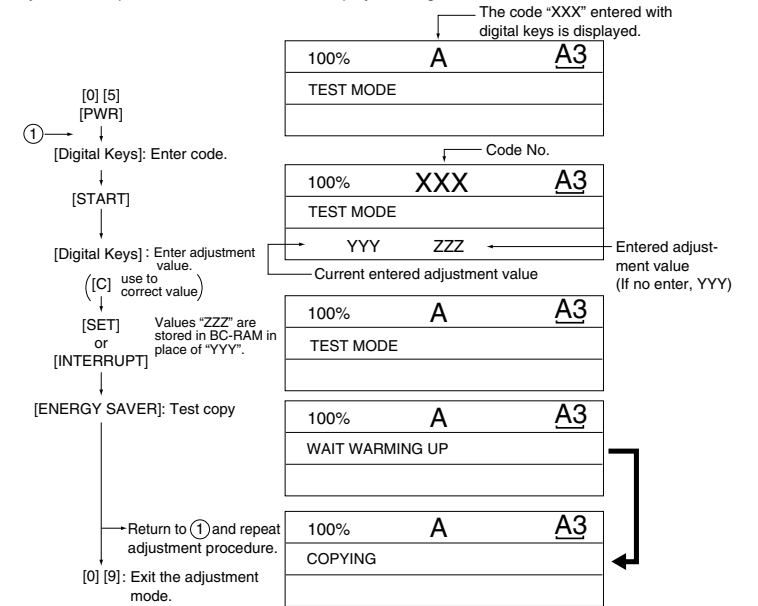 The code “XXX” entered with
digital keys is displayed.
100% A A3
TEST MODE
[0] [5]
[PWR]
①
[Digital Keys]: Enter code.
[START]
Code No.
100% XXX A3
TEST MODE
YYY ZZZ
[Digital Keys] : Enter adjustment
value.
([C] use to
correct value)
Current entered adjustment value
Entered adjust-
ment value
(If no enter, YYY)
[SET]
or
[INTERRUPT]
Values “ZZZ” are
stored in BC-RAM in
place of “YYY”.
100% A A3
TEST MODE
[ENERGY SAVER]: Test copy
100% A A3
WAIT WARMING UP
Return to ① and repeat
adjustment procedure.
100% A A3
COPYING
[0] [9] : Exit the adjustment
mode.